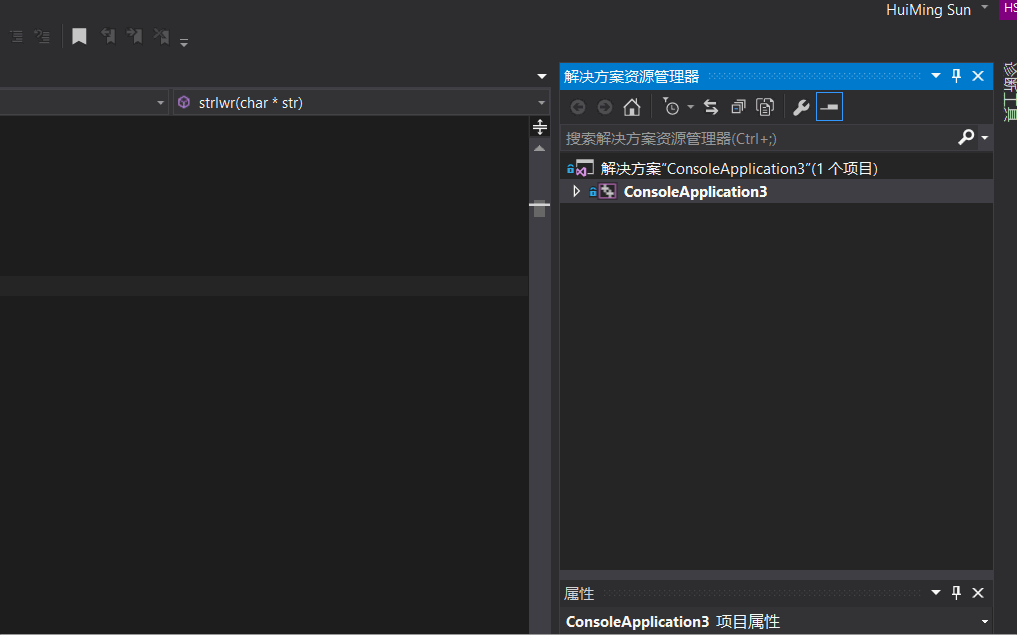 HuiMing Sun
HS
解决方案资源管理器
诊断工具
strlwr(char * str)
搜索解决方案资源管理器(Ctrl+;)
解决方案“ConsoleApplication3”(1 个项目)
ConsoleApplication3
属性
ConsoleApplication3 项目属性